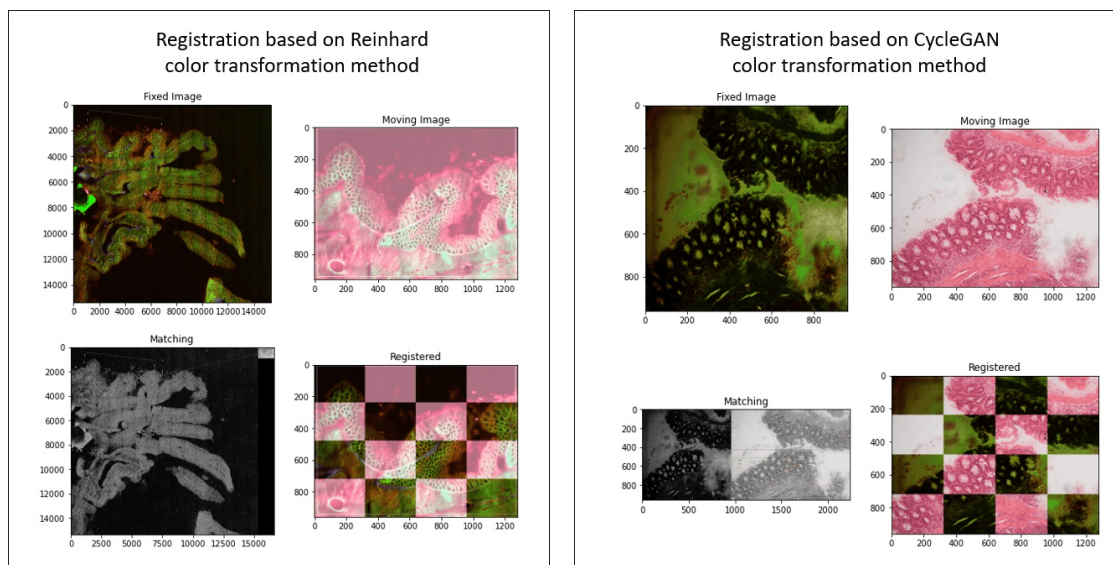 Registration based on Reinhard
color transformation method
Fixed Image
0
2000
4000
6000
8000
10000
12000
14000
0 2000 4000 6000 8000 10000 12000 14000
Moving Image
0
200
400
600
800
0 200 400 600 800 1000 1200
Matching
0
2000
4000
6000
8000
10000
12000
14000
0 2500 5000 7500 10000 12500 15000
Registered
0
200
400
600
800
0 200 400 600 800 1000 1200
Registration based on CycleGAN
color transformation method
Fixed Image
0
200
400
600
800
0 200 400 600 800
Moving Image
0
200
400
600
800
0 200 400 600 800 1000 1200
Matching
0
200
400
600
800
0 500 1000 1500 2000
Registered
0
200
400
600
800
0 200 400 600 800 1000 1200